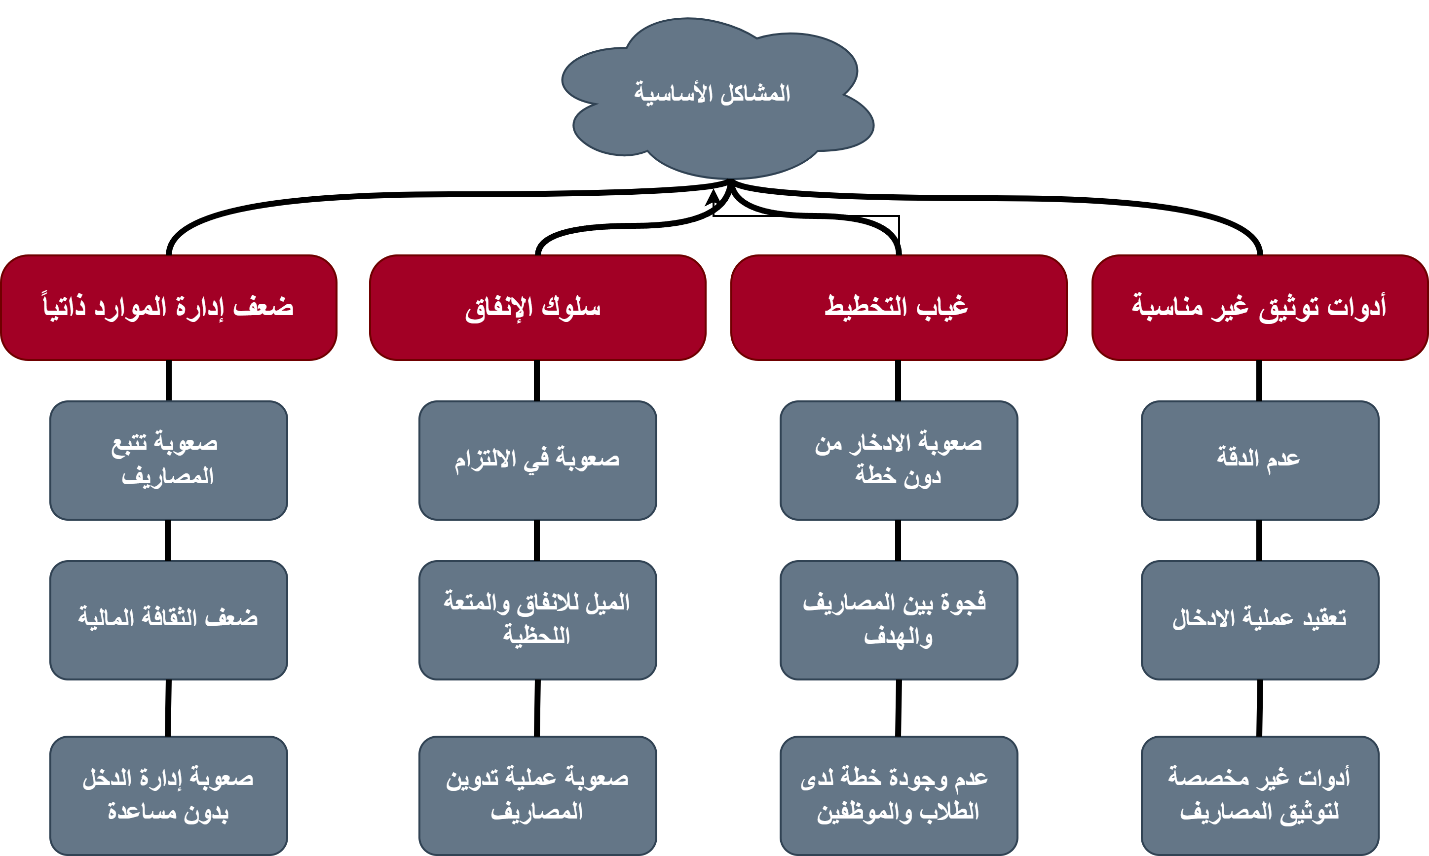 المشاكل الأساسية
أدوات توثيق غير مناسبة
عدم الدقة
تعقيد عملية الادخال
أدوات غير مخصصة
لتوثيق المصاريف
غياب التخطيط
صعوبة الادخار من
دون خطة
فجوة بين المصاريف
والهدف
عدم وجودة خطة لدى
الطلاب والموظفين
سلوك الإنفاق
صعوبة في الالتزام
الميل للانفاق والمتعة
اللحظية
صعوبة عملية تدوين
المصاريف
ضعف إدارة الموارد ذاتياً
صعوبة تتبع
المصاريف
ضعف الثقافة المالية
صعوبة إدارة الدخل
بدون مساعدة